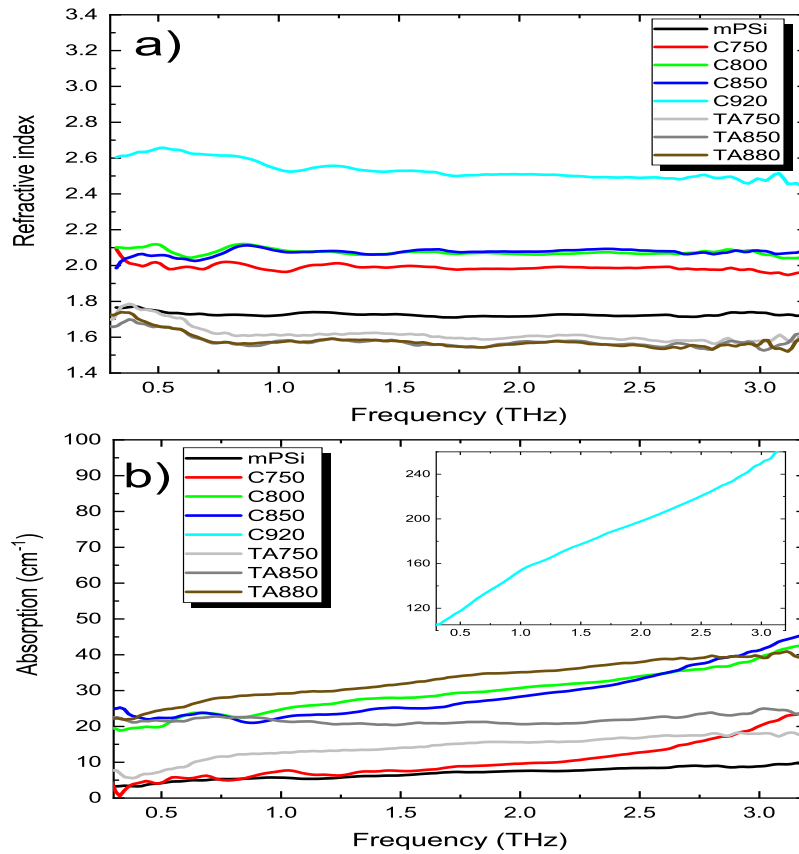 a)
3.4
3.2
3.0
2.8
2.6
2.4
2.2
2.0
1.8
1.6
1.4
Refractive index
mPSi
C750
C800
C850
C920
TA750
TA850
TA880
0.5 1.0 1.5 2.0 2.5 3.0
Frequency (THz)
b)
100
90
80
70
60
50
40
30
20
10
0
Absorption (cm⁻¹)
mPSi
C750
C800
C850
C920
TA750
TA850
TA880
240
200
160
120
0.5 1.0 1.5 2.0 2.5 3.0
0.5 1.0 1.5 2.0 2.5 3.0
Frequency (THz)